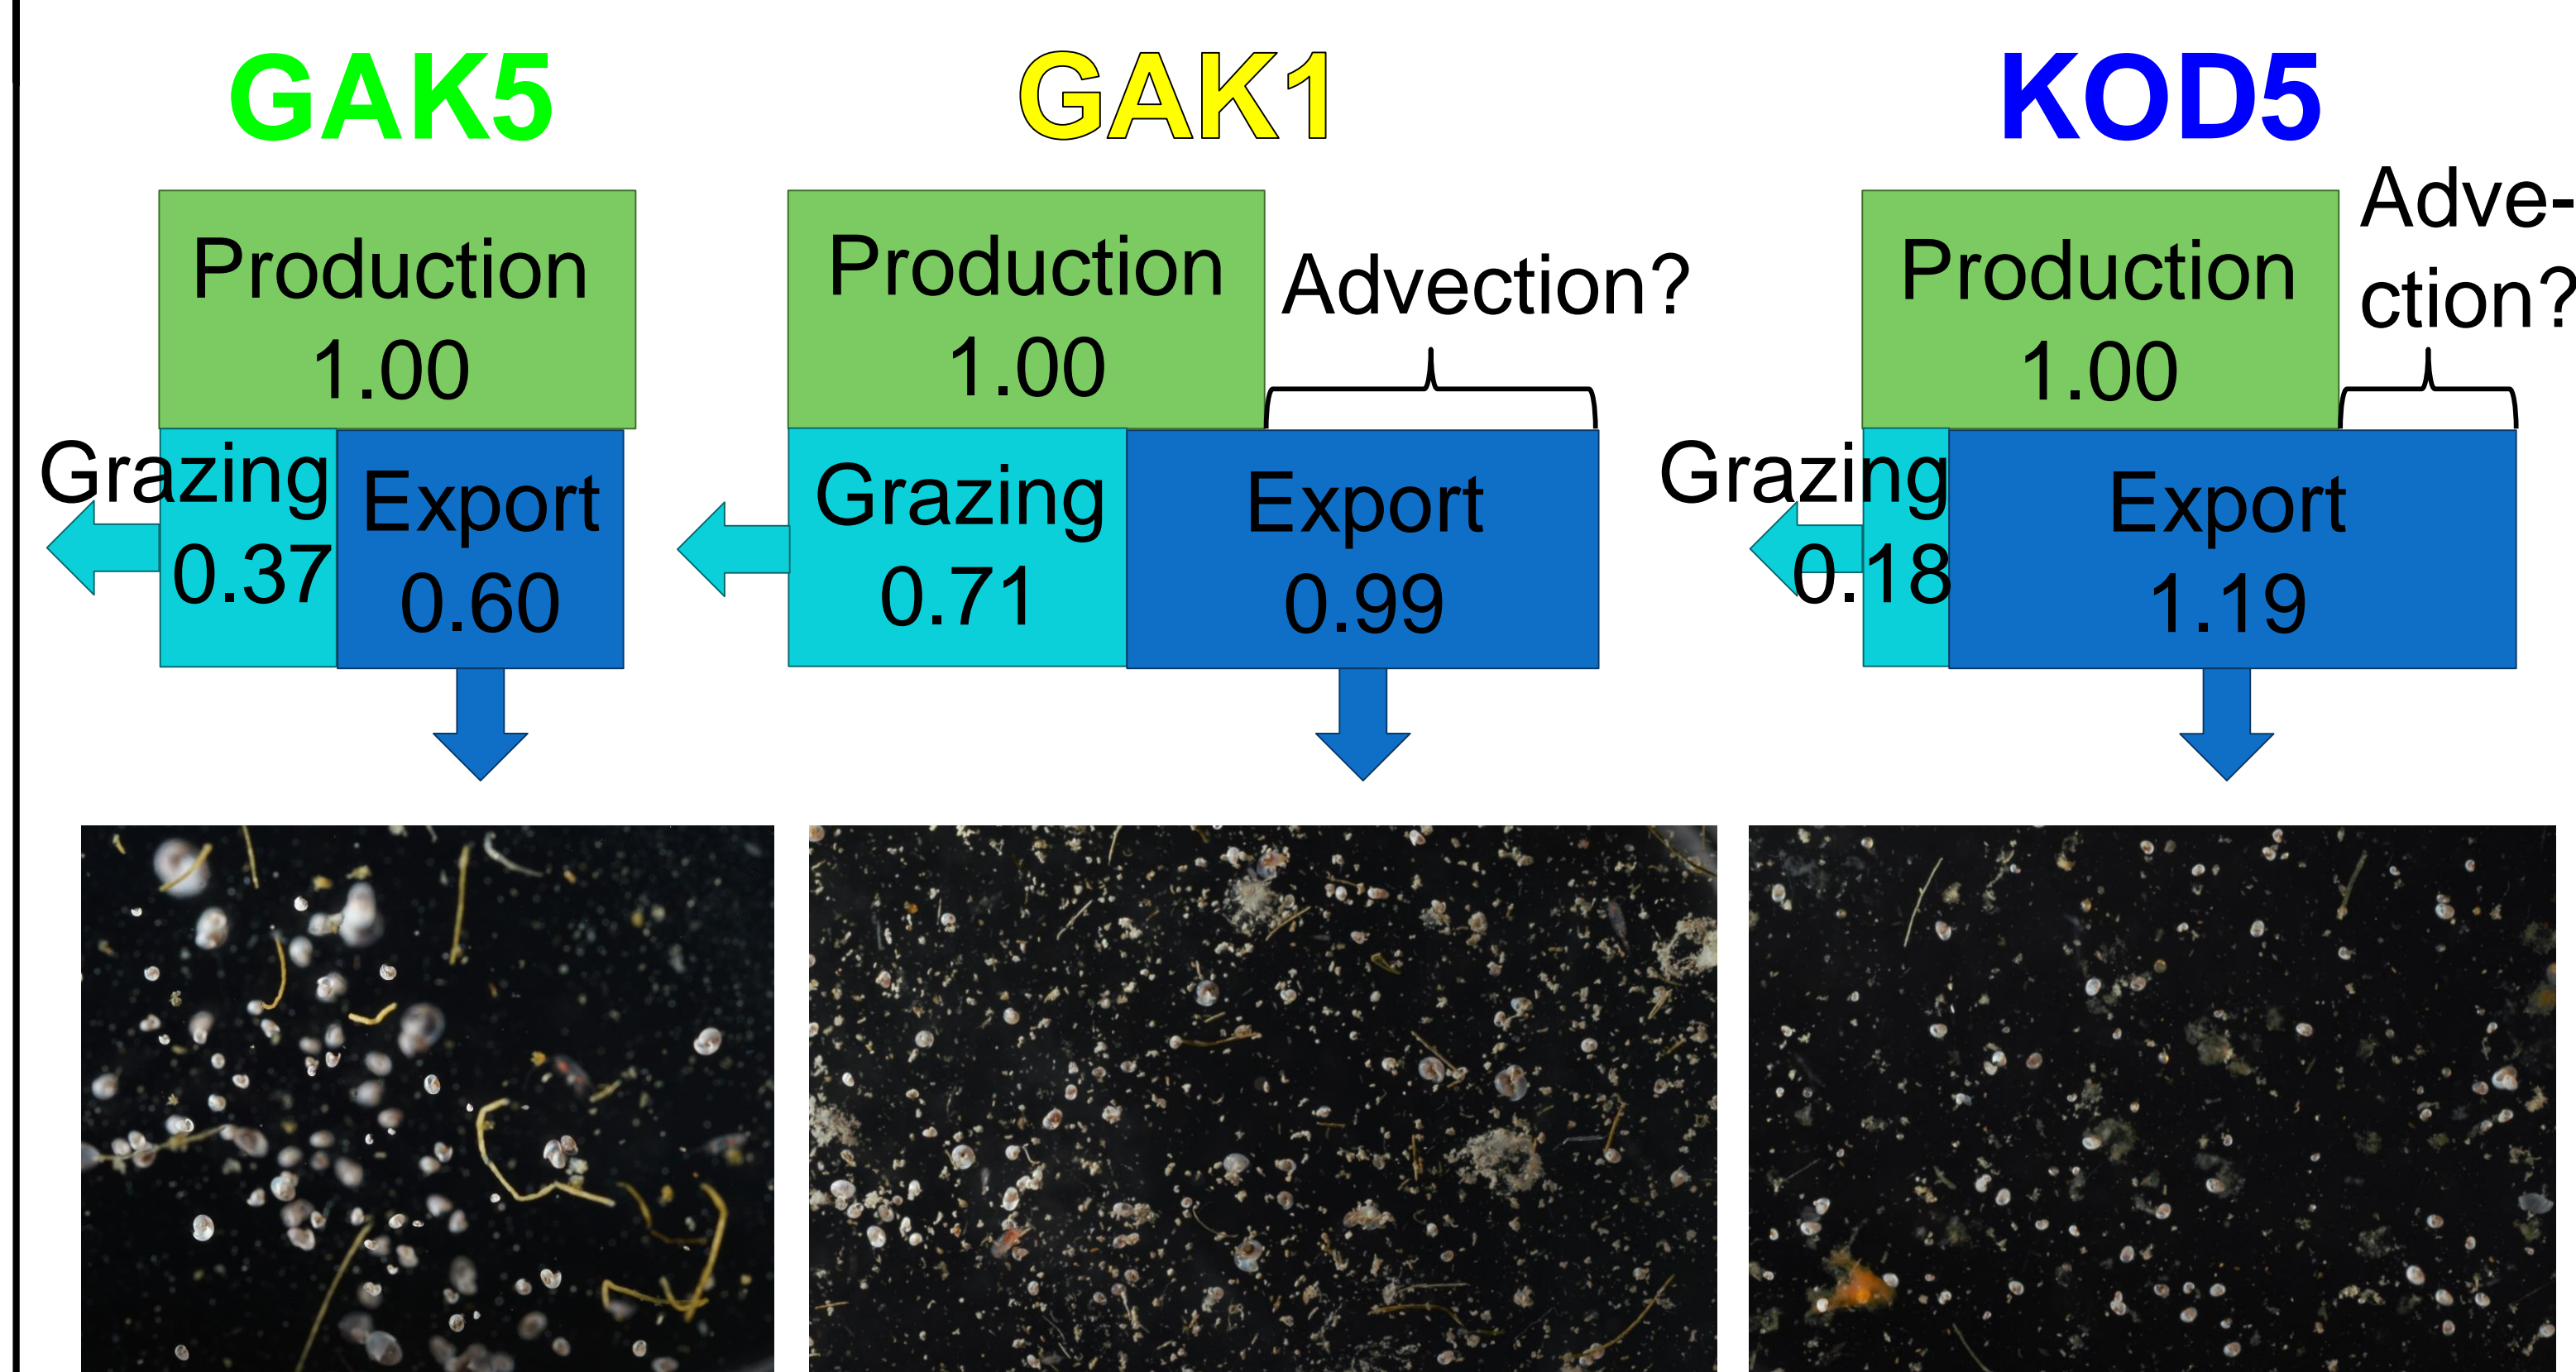 GAK5
GAK1
KOD5
Production
1.00
Grazing
0.37
Export
0.60
Production
1.00
Advection?
Grazing
0.71
Export
0.99
Production
1.00
Adve-
ction?
Grazing
0.18
Export
1.19